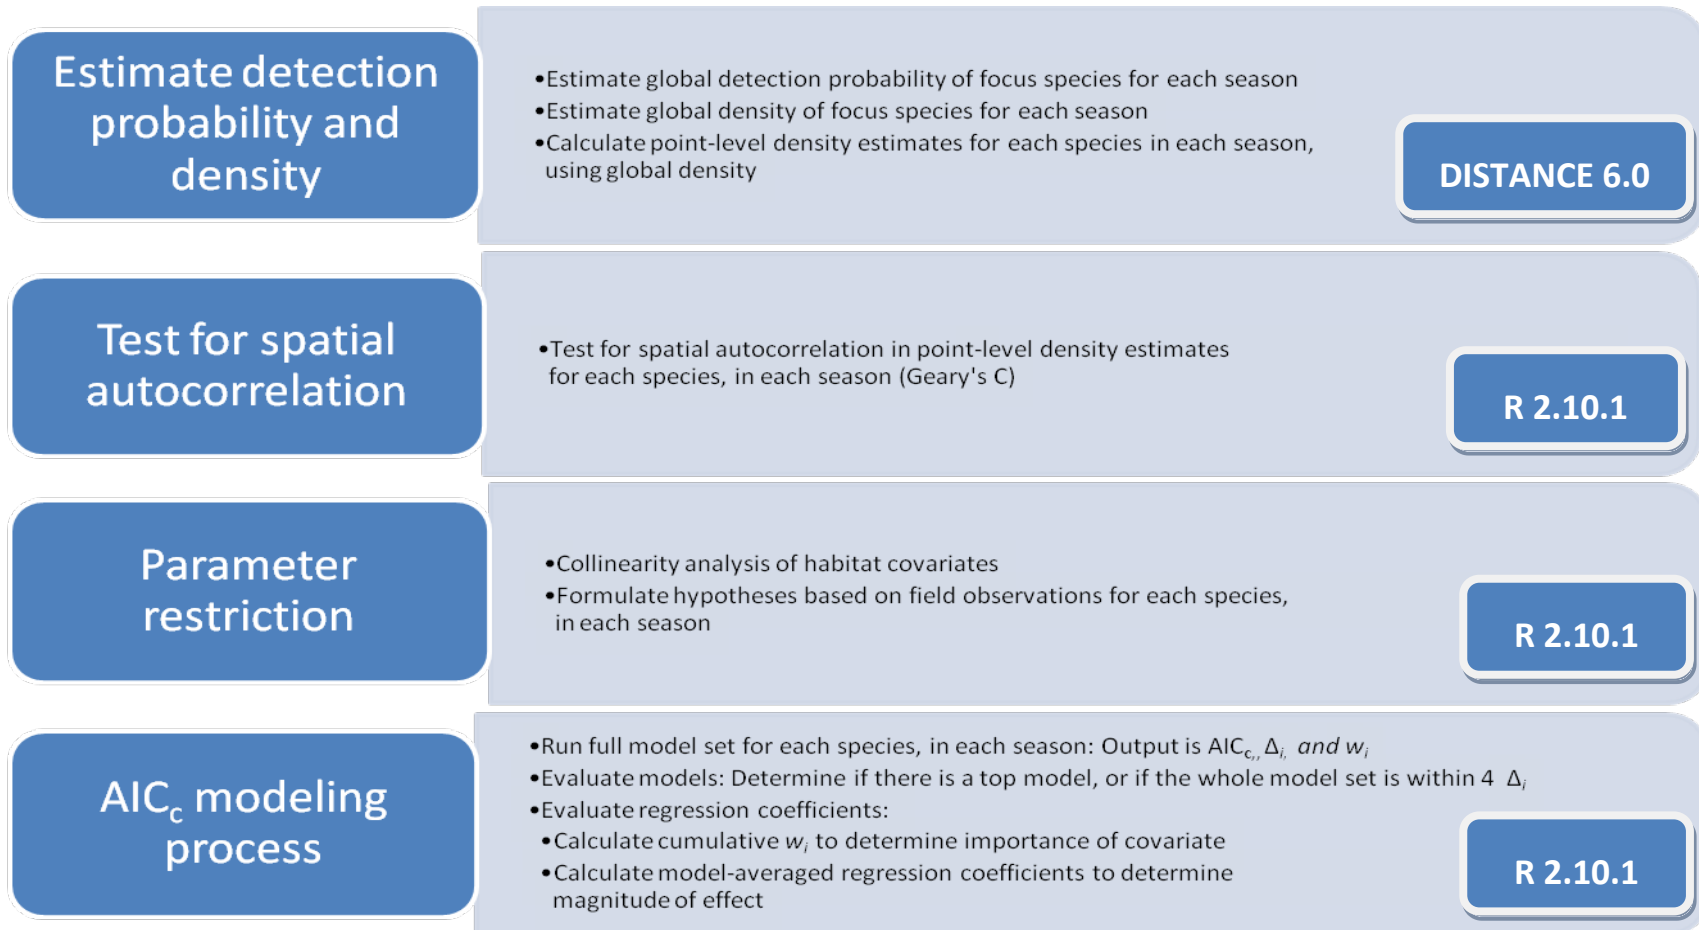 Estimate detection
probability and
density
•Estimate global detection probability of focus species for each season
•Estimate global density of focus species for each season
•Calculate point-level density estimates for each species in each season,
using global density
DISTANCE 6.0
Test for spatial
autocorrelation
•Test for spatial autocorrelation in point-level density estimates
for each species, in each season (Geary's C)
R 2.10.1
Parameter
restriction
•Collinearity analysis of habitat covariates
•Formulate hypotheses based on field observations for each species,
in each season
R 2.10.1
AICc modeling
process
•Run full model set for each species, in each season: Output is AICc,, Δi, and wi
•Evaluate models: Determine if there is a top model, or if the whole model set is within 4 Δi
•Evaluate regression coefficients:
•Calculate cumulative wi to determine importance of covariate
•Calculate model-averaged regression coefficients to determine
magnitude of effect
R 2.10.1